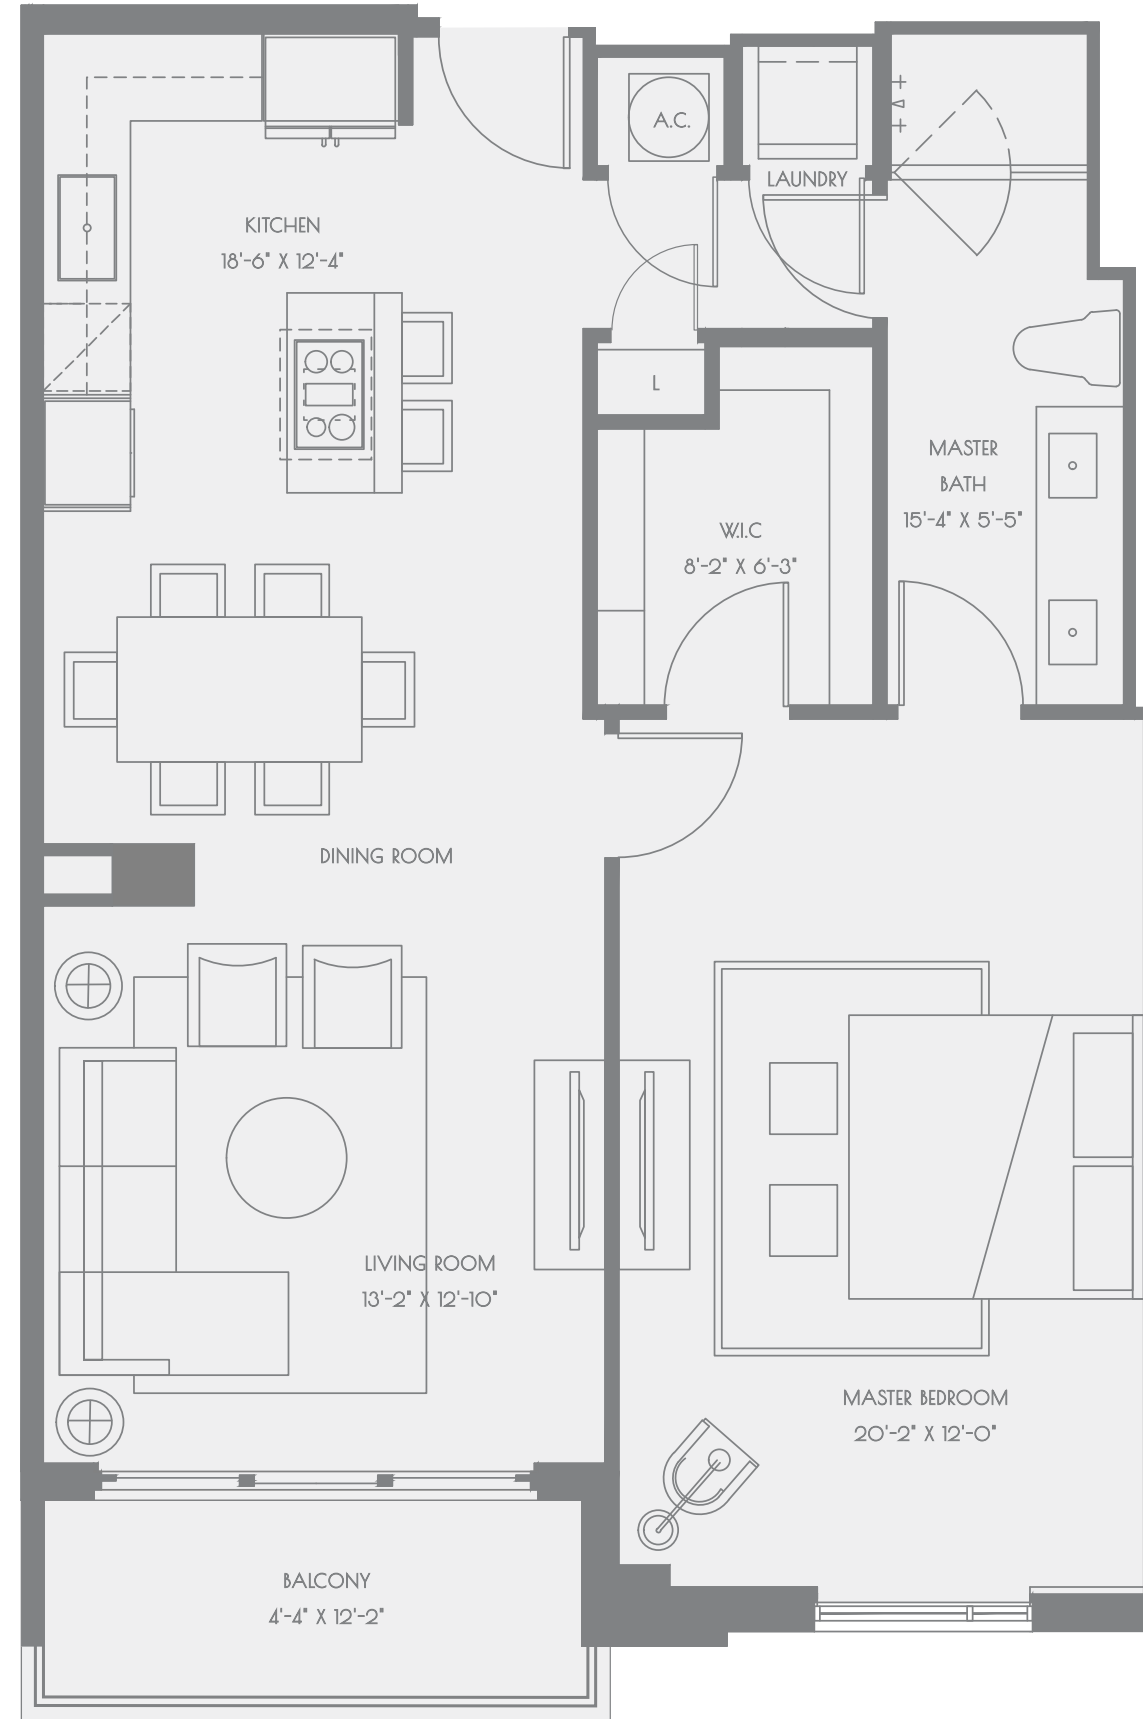 A.C.
LAUNDRY
KITCHEN
18'-6" X 12'-4"
L
MASTER
BATH
15'-4" X 5'-5"
W.I.C
8'-2" X 6'-3"
DINING ROOM
LIVING ROOM
13'-2" X 12'-10"
MASTER BEDROOM
20'-2" X 12'-0"
BALCONY
4'-4" X 12'-2"